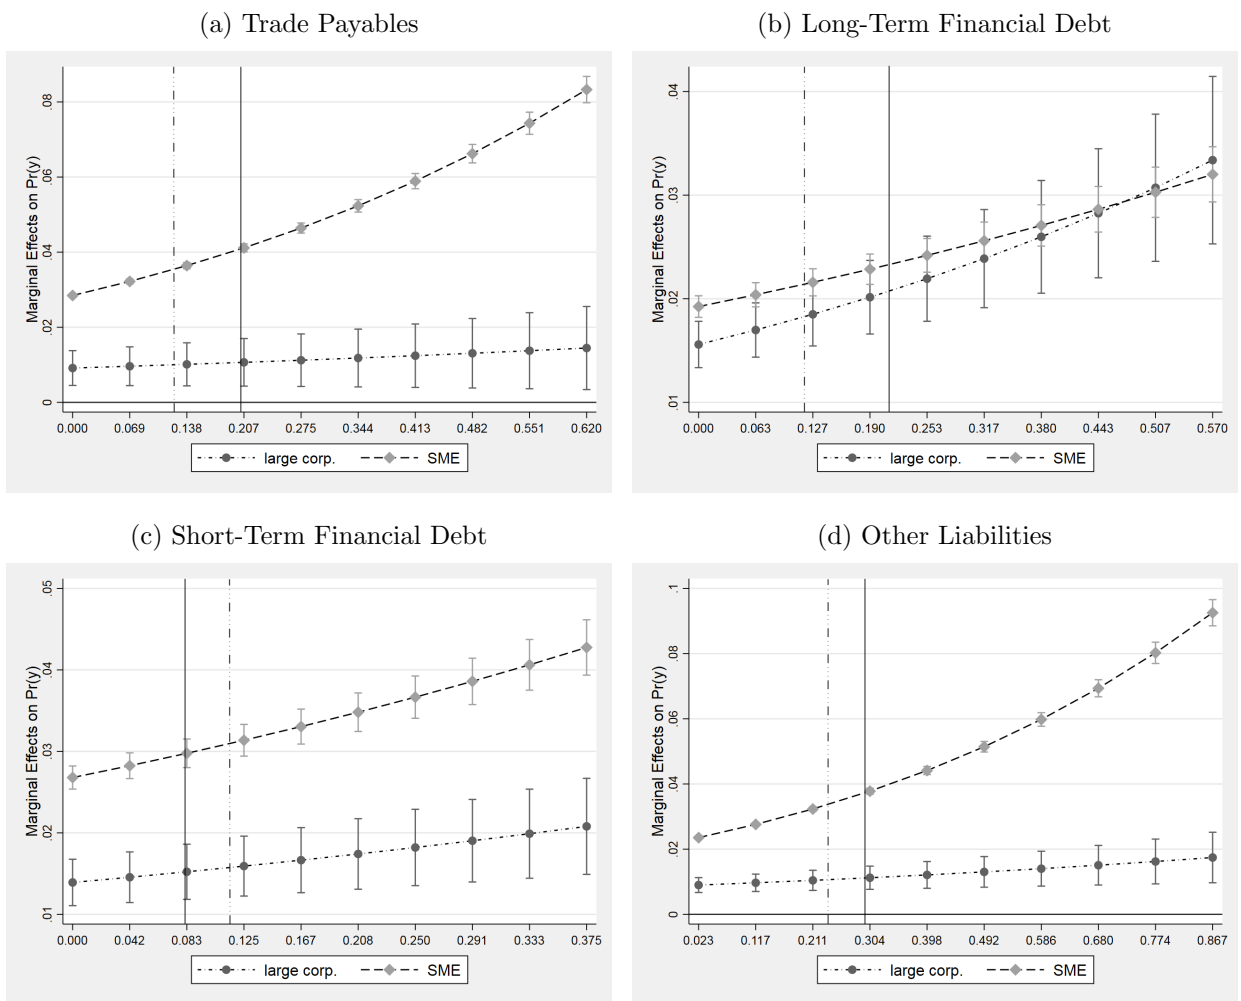 (a) Trade Payables
Marginal Effects on Pr(y)
.08
.06
.04
.02
0
0.000 0.069 0.138 0.207 0.275 0.344 0.413 0.482 0.551 0.620
large corp. SME
(b) Long-Term Financial Debt
Marginal Effects on Pr(y)
.04
.03
.02
.01
0.000 0.063 0.127 0.190 0.253 0.317 0.380 0.443 0.507 0.570
large corp. SME
(c) Short-Term Financial Debt
Marginal Effects on Pr(y)
.05
.04
.03
.02
.01
0.000 0.042 0.083 0.125 0.167 0.208 0.250 0.291 0.333 0.375
large corp. SME
(d) Other Liabilities
Marginal Effects on Pr(y)
.1
.08
.06
.04
.02
0
0.023 0.117 0.211 0.304 0.398 0.492 0.586 0.680 0.774 0.867
large corp. SME